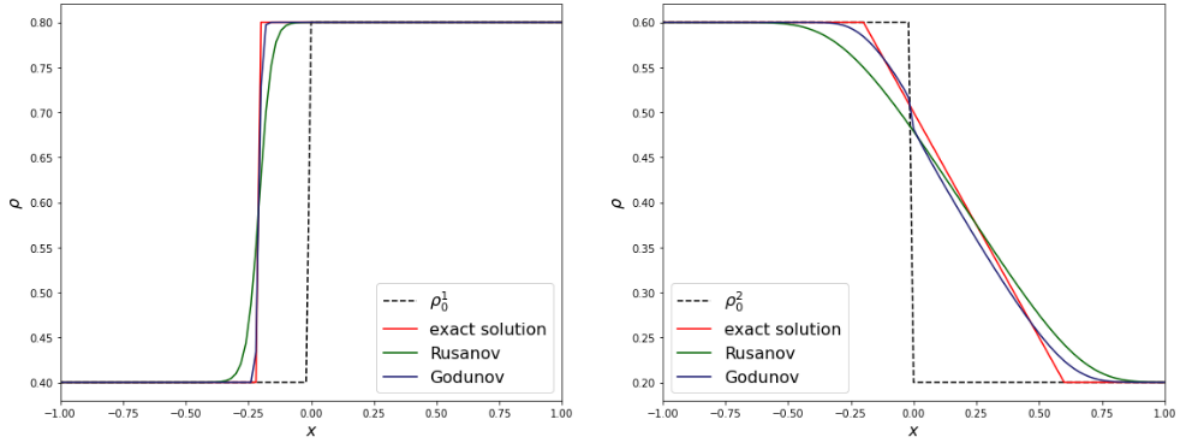 0.80
0.75
0.70
0.65
0.60
0.55
0.50
0.45
0.40
ρ
-1.00 -0.75 -0.50 -0.25 0.00 0.25 0.50 0.75 1.00
x
ρ₀¹
exact solution
Rusanov
Godunov
0.60
0.55
0.50
0.45
0.40
0.35
0.30
0.25
0.20
ρ
-1.00 -0.75 -0.50 -0.25 0.00 0.25 0.50 0.75 1.00
x
ρ₀²
exact solution
Rusanov
Godunov